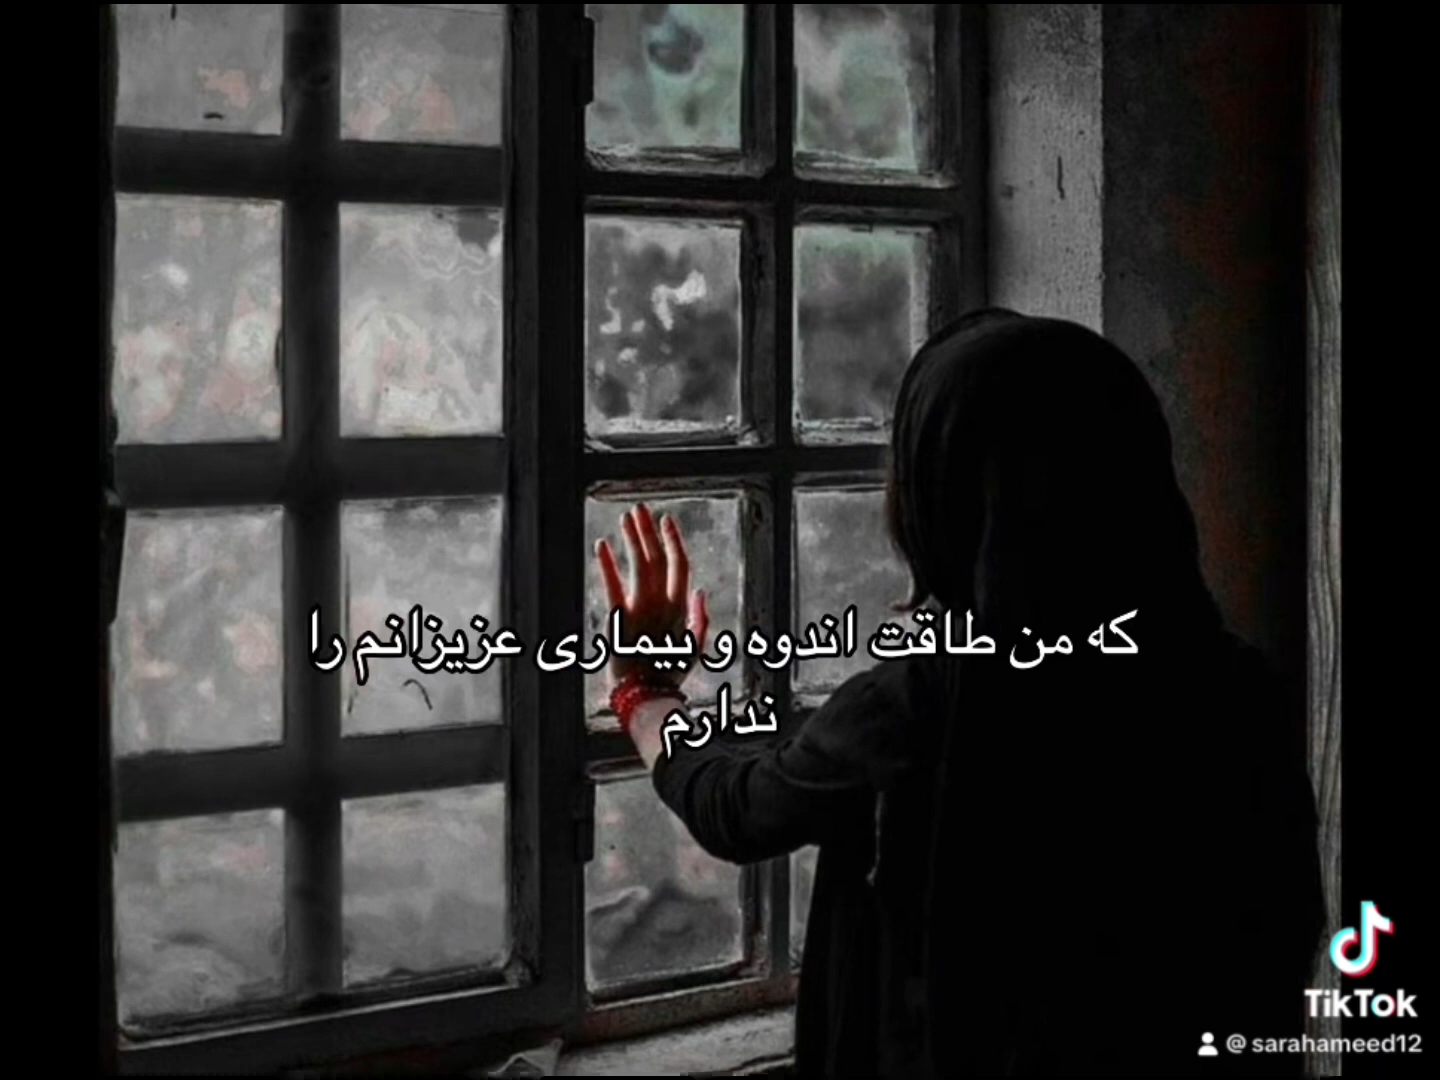 که من طاقت اندوه و بیماری عزیزانم را
ندارم
TikTok
@sarahameed12